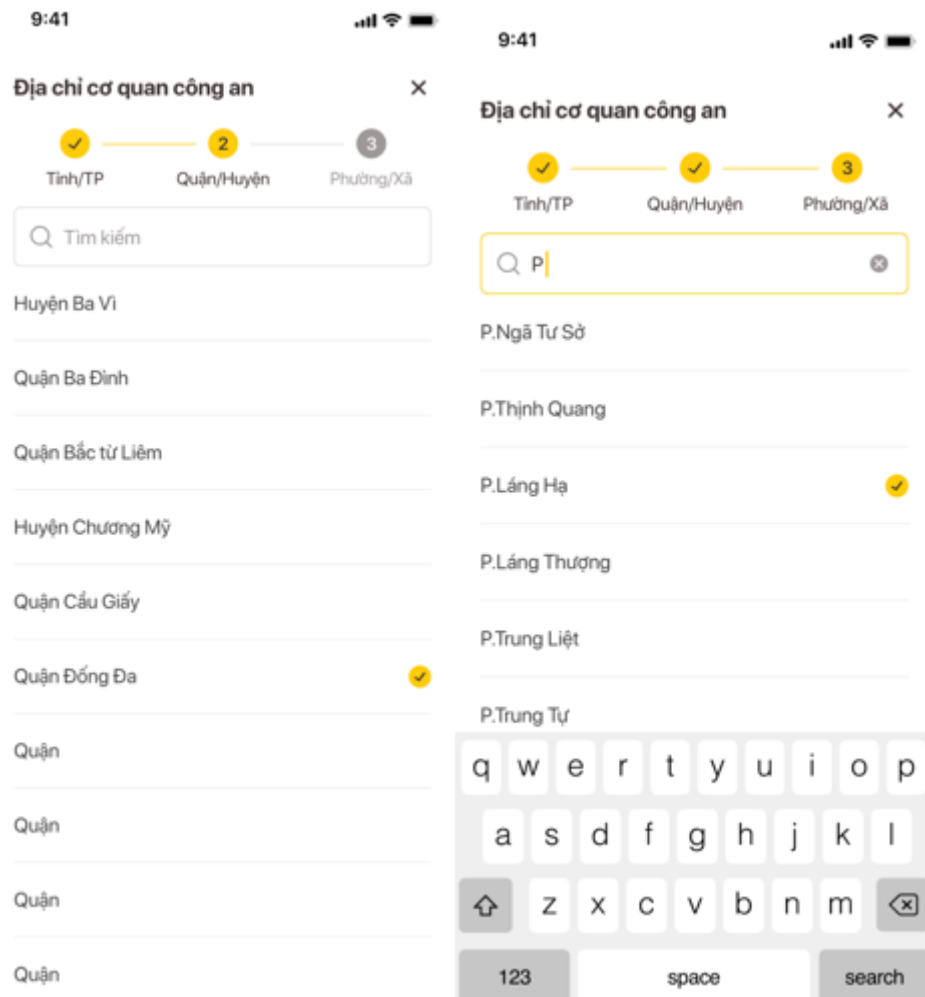 9:41
Địa chỉ cơ quan công an
2
3
Tỉnh/TP
Quận/Huyện
Phường/Xã
Tìm kiếm
Huyện Ba Vì
Quận Ba Đình
Quận Bắc từ Liêm
Huyện Chương Mỹ
Quận Cầu Giấy
Quận Đống Đa
Quận
Quận
Quận
Quận
9:41
Địa chỉ cơ quan công an
3
Tỉnh/TP
Quận/Huyện
Phường/Xã
P
P.Ngã Tư Sở
P.Thịnh Quang
P.Láng Hạ
P.Láng Thượng
P.Trung Liệt
P.Trung Tự
q w e r t y u i o p
a s d f g h j k l
z x c v b n m
123 space search